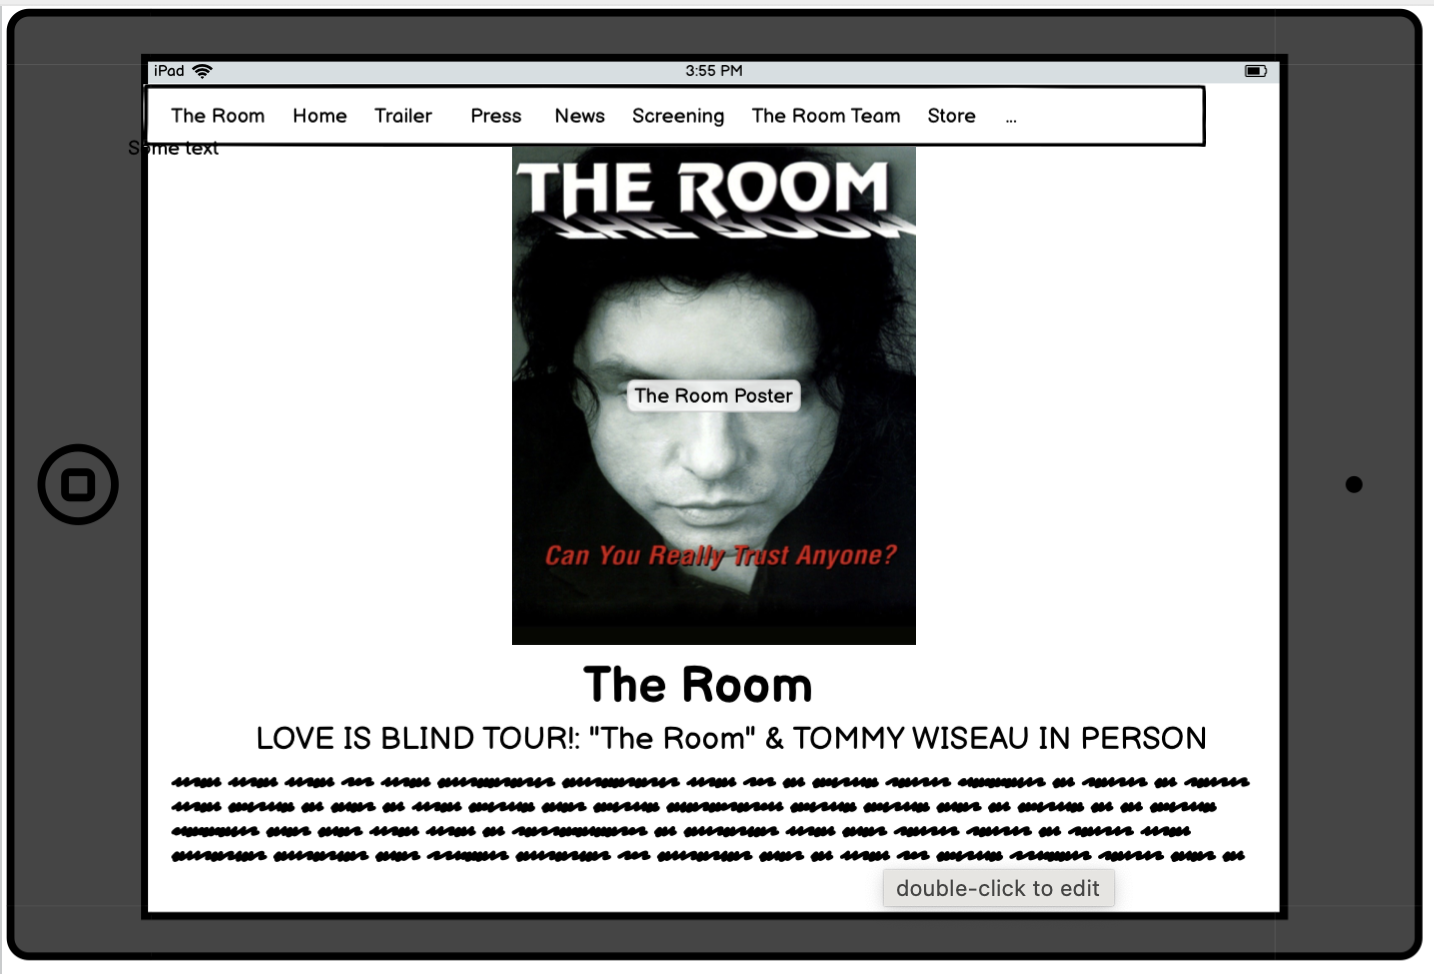 iPad 3:55 PM
The Room Home Trailer Press News Screening The Room Team Store ...
Some text
THE ROOM
THE ROOM
The Room Poster
Can You Really Trust Anyone?
The Room
LOVE IS BLIND TOUR!: "The Room" & TOMMY WISEAU IN PERSON
double-click to edit